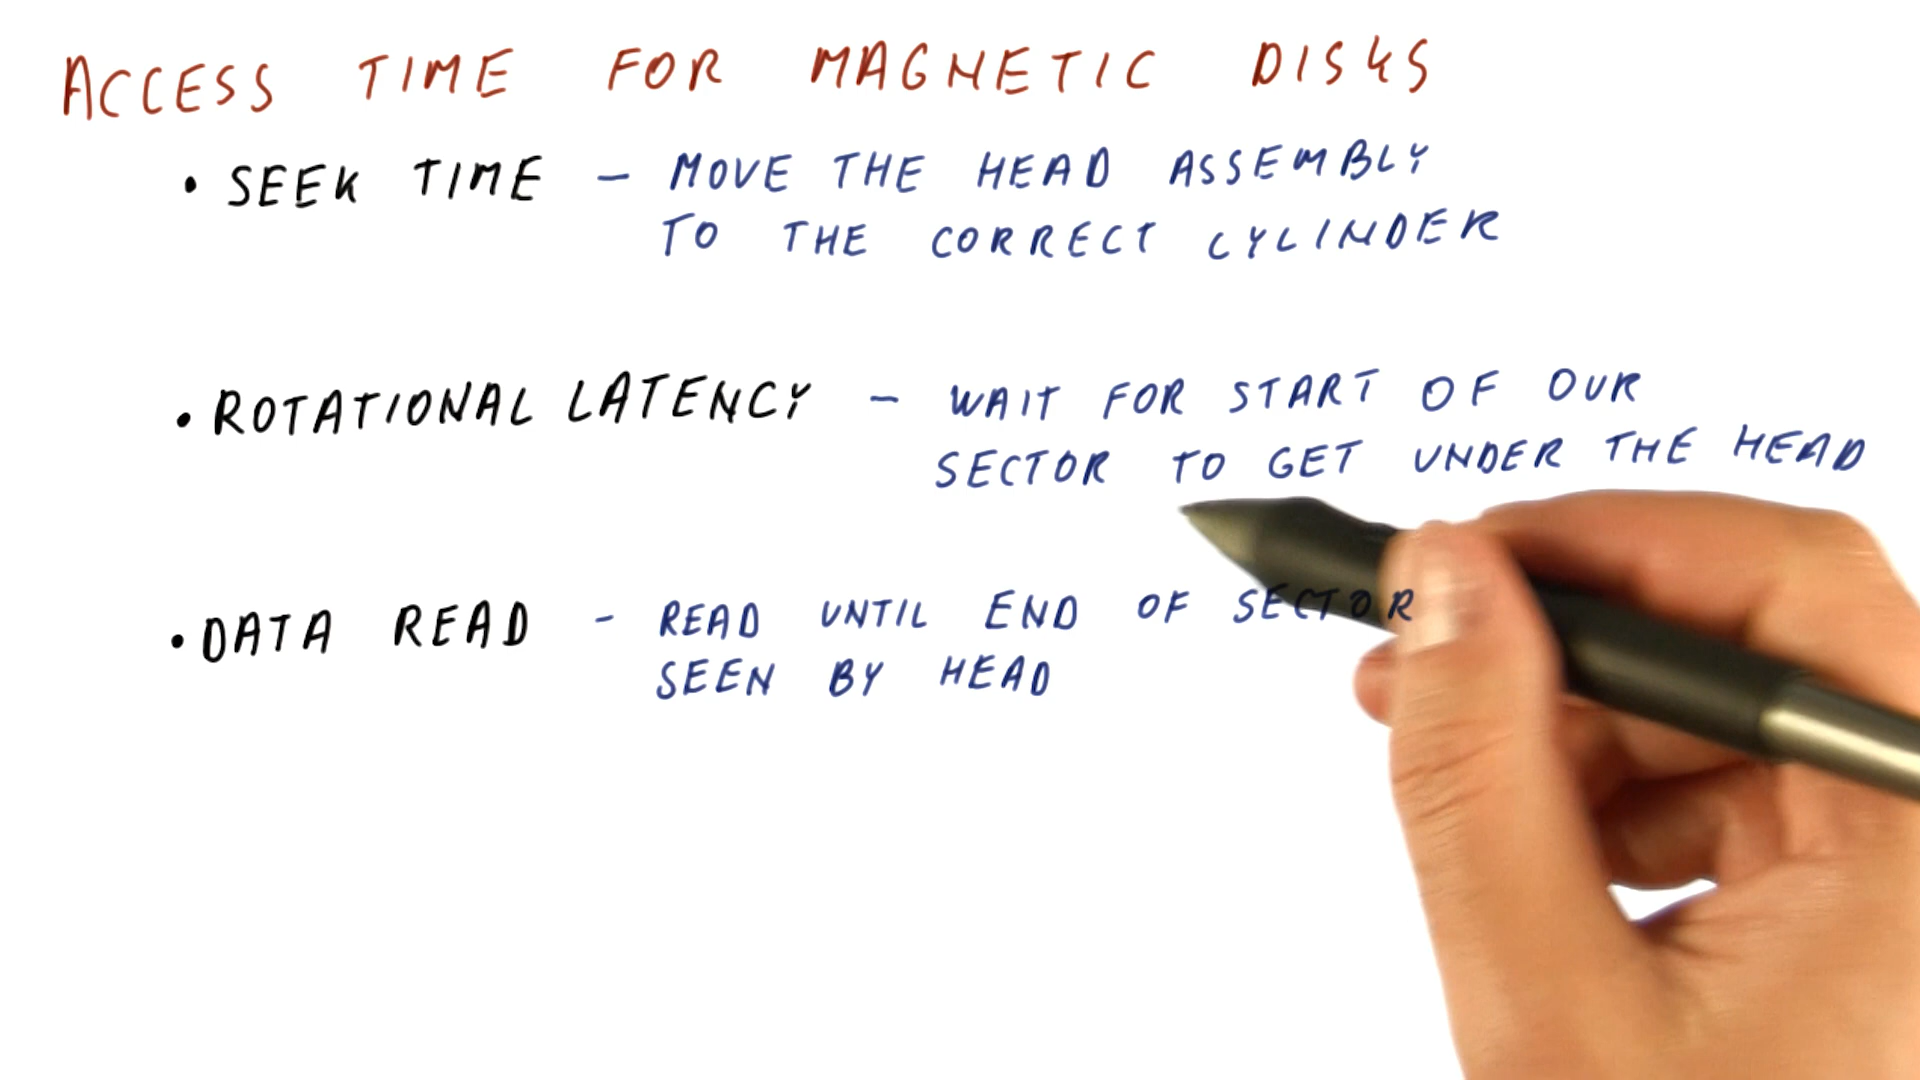 ACCESS TIME FOR MAGNETIC DISKS
• SEEK TIME – MOVE THE HEAD ASSEMBLY
TO THE CORRECT CYLINDER
• ROTATIONAL LATENCY – WAIT FOR START OF OUR
SECTOR TO GET UNDER THE HEAD
• DATA READ - READ UNTIL END OF SECTOR
SEEN BY HEAD